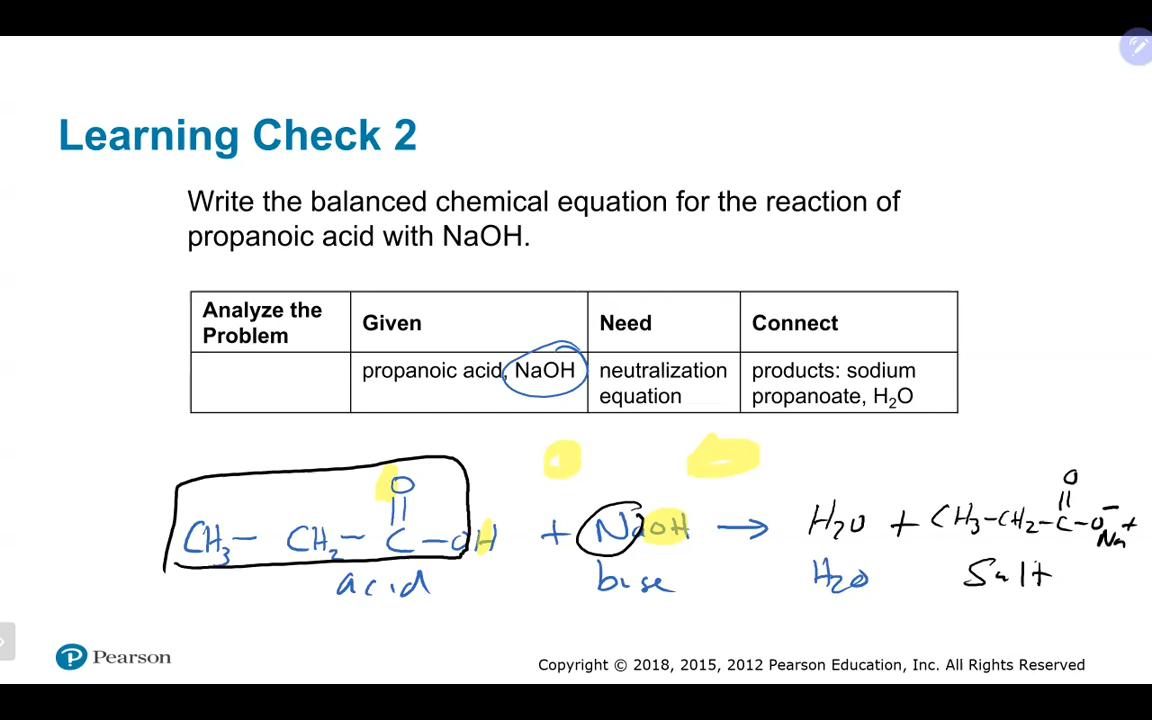 Learning Check 2
Write the balanced chemical equation for the reaction of
propanoic acid with NaOH.
Analyze the Problem
Given
Need
Connect
propanoic acid, NaOH
neutralization equation
products: sodium propanoate, H₂O
O
||
CH₃– CH₂– C –OH + NaOH → H₂O + CH₃–CH₂–C–O⁻ Na⁺
O
||
acid base H₂O Salt
Pearson
Copyright © 2018, 2015, 2012 Pearson Education, Inc. All Rights Reserved